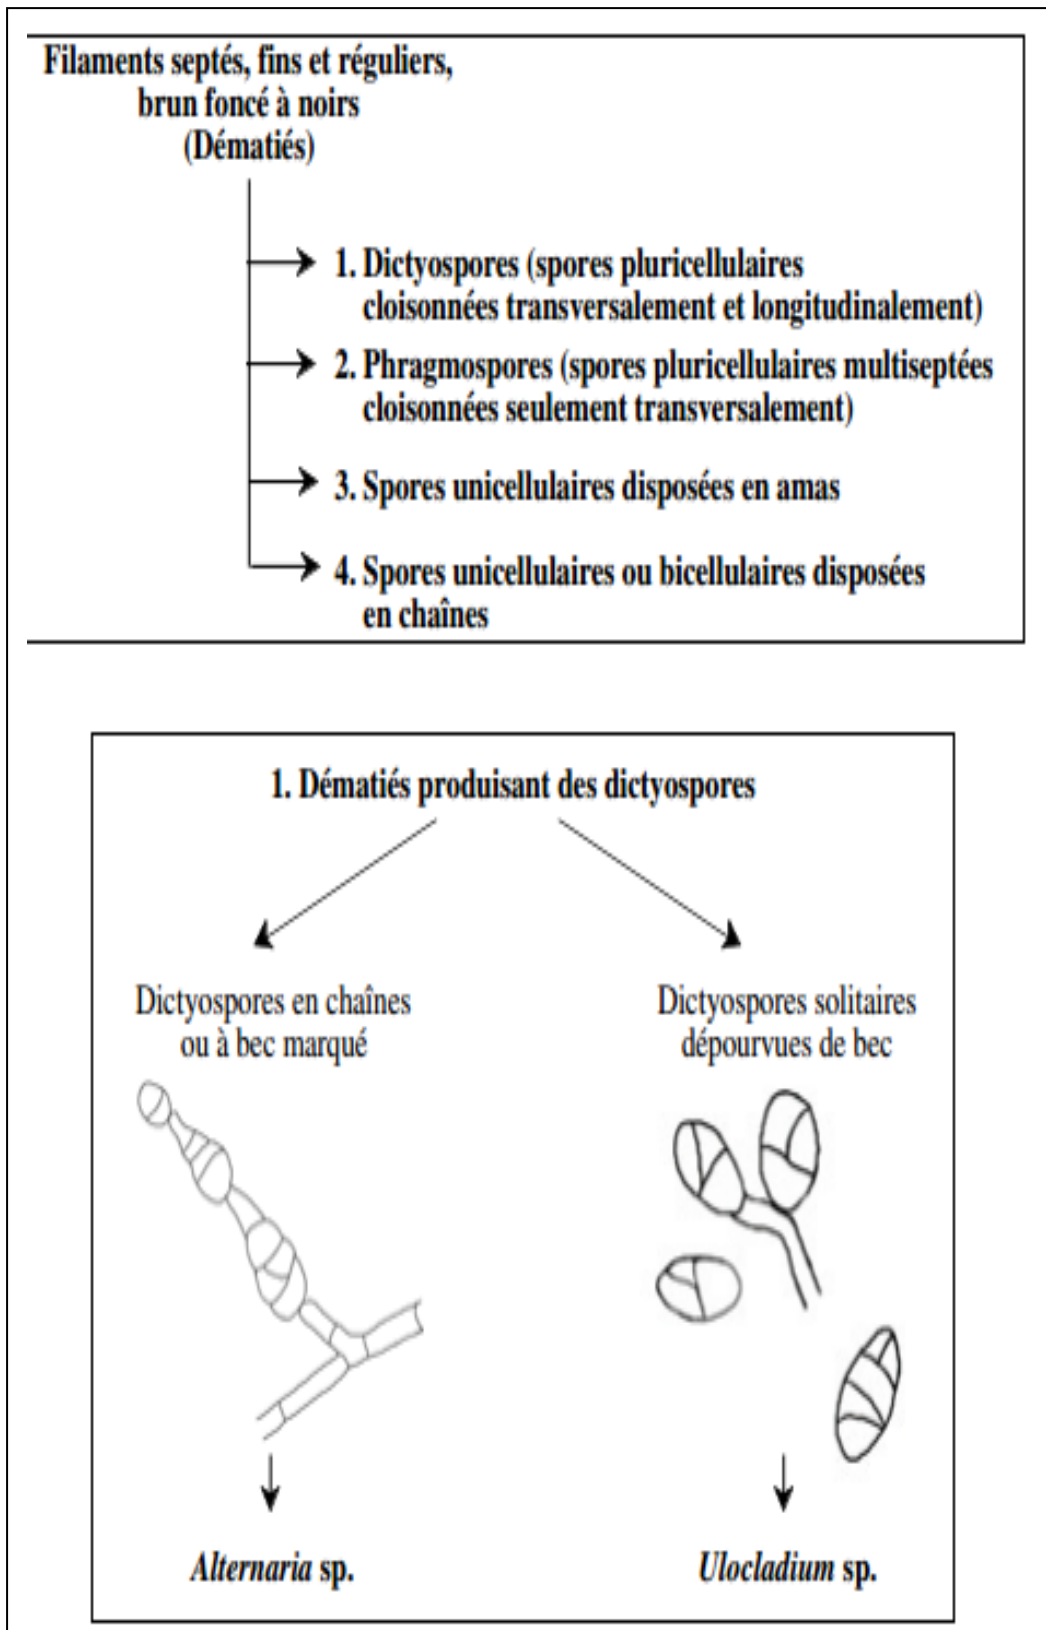 Filaments septés, fins et réguliers,
brun foncé à noirs
(Dématiés)
1. Dictyospores (spores pluricellulaires
cloisonnées transversalement et longitudinalement)
2. Phragmospores (spores pluricellulaires multiseptées
cloisonnées seulement transversalement)
3. Spores unicellulaires disposées en amas
4. Spores unicellulaires ou bicellulaires disposées
en chaînes
1. Dématiés produisant des dictyospores
Dictyospores en chaînes
ou à bec marqué
Dictyospores solitaires
dépourvues de bec
Alternaria sp.
Ulocladium sp.